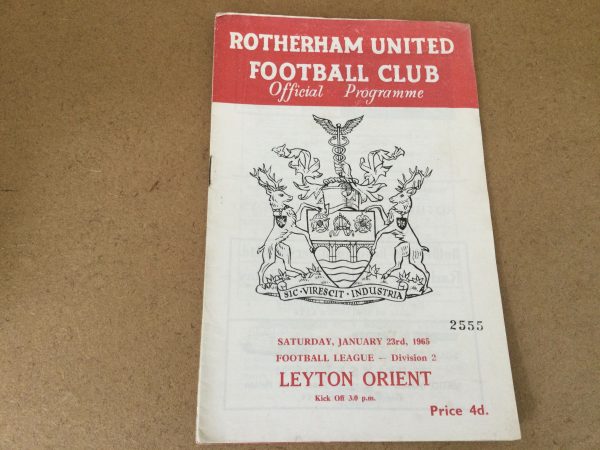 ROTHERHAM UNITED
FOOTBALL CLUB
Official Programme
SIC · VIRESCIT · INDUSTRIA
2555
SATURDAY, JANUARY 23rd, 1965
FOOTBALL LEAGUE — Division 2
LEYTON ORIENT
Kick Off 3.0 p.m.
Price 4d.